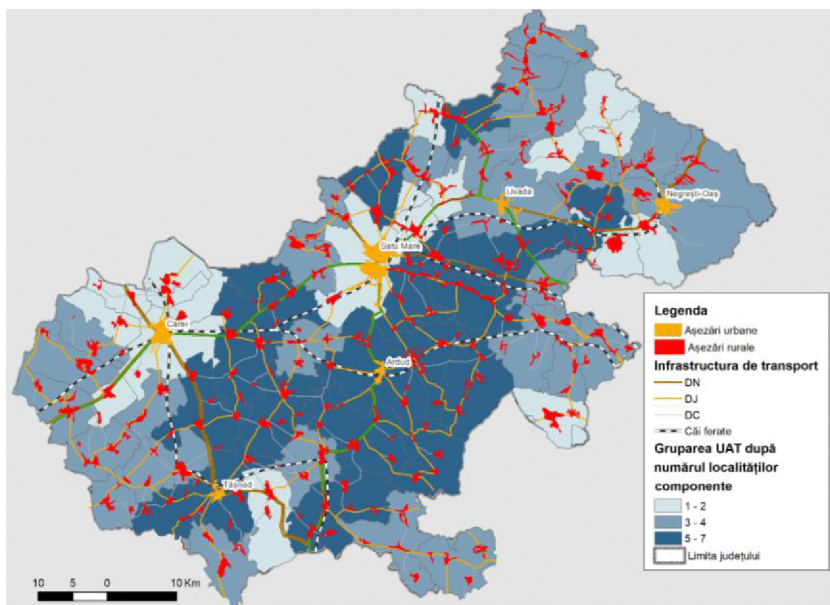 Livada
Negrești-Oaș
Satu Mare
Carei
Ardud
Tășnad
Legenda
Așezări urbane
Așezări rurale
Infrastructura de transport
DN
DJ
DC
Căi ferate
Gruparea UAT după
numărul localităților
componente
1 - 2
3 - 4
5 - 7
Limita județului
10 5 0 10 Km